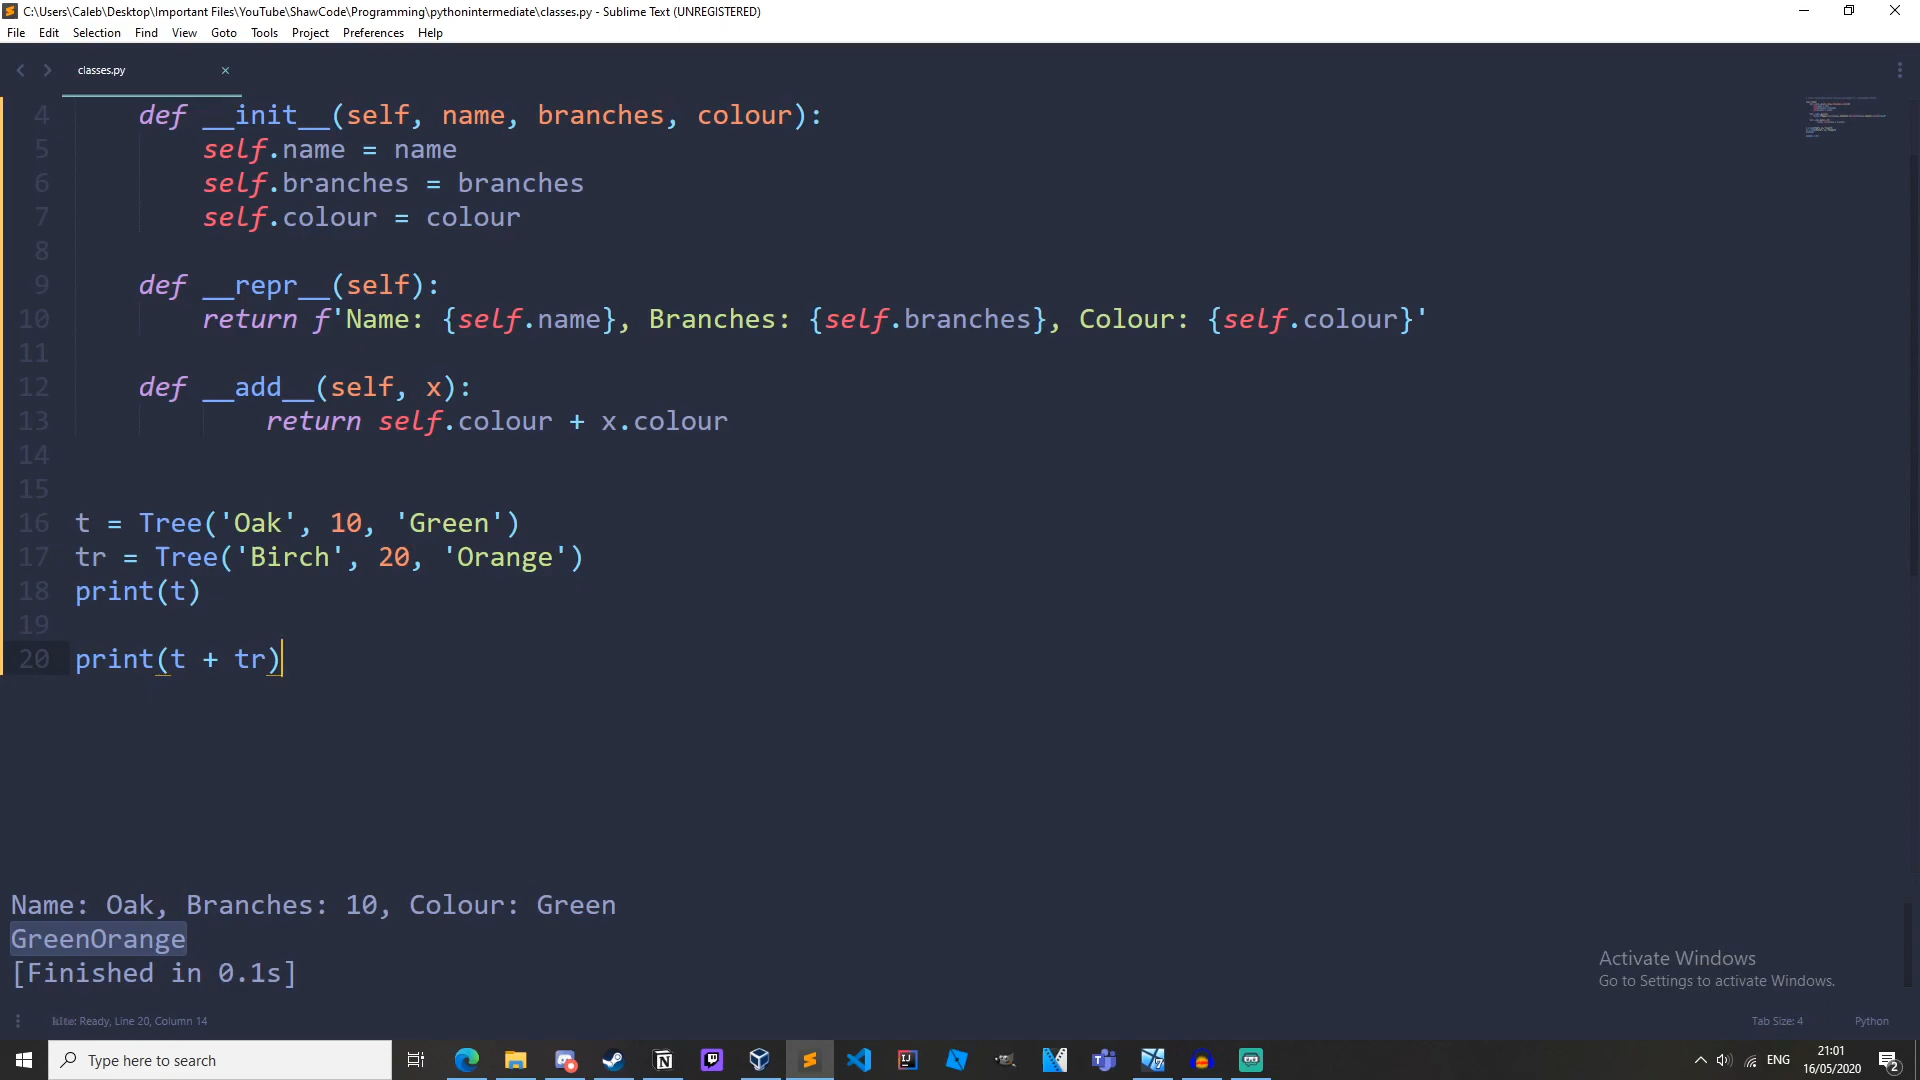 C:\Users\Caleb\Desktop\Important Files\YouTube\ShawCode\Programming\pythonintermediate\classes.py - Sublime Text (UNREGISTERED)
File Edit Selection Find View Goto Tools Project Preferences Help
classes.py
4 def __init__(self, name, branches, colour):
5 self.name = name
6 self.branches = branches
7 self.colour = colour
8
9 def __repr__(self):
10 return f'Name: {self.name}, Branches: {self.branches}, Colour: {self.colour}'
11
12 def __add__(self, x):
13 return self.colour + x.colour
14
15
16 t = Tree('Oak', 10, 'Green')
17 tr = Tree('Birch', 20, 'Orange')
18 print(t)
19
20 print(t + tr)
Name: Oak, Branches: 10, Colour: Green
GreenOrange
[Finished in 0.1s]
Activate Windows
Go to Settings to activate Windows.
Ready, Line 20, Column 14
Tab Size: 4
Python
Type here to search
ENG
21:01
16/05/2020
2